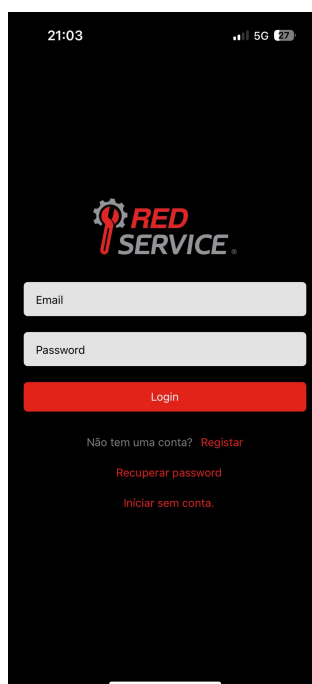 21:03 5G 27
RED
SERVICE ®
Email
Password
Login
Não tem uma conta? Registar
Recuperar password
Iníciar sem conta.